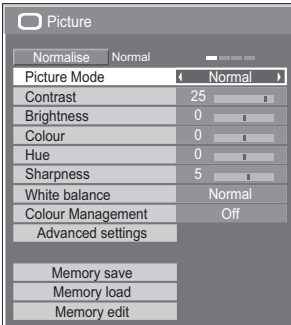 Picture
Normalise Normal
Picture Mode Normal
Contrast 25
Brightness 0
Colour 0
Hue 0
Sharpness 5
White balance Normal
Colour Management Off
Advanced settings
Memory save
Memory load
Memory edit